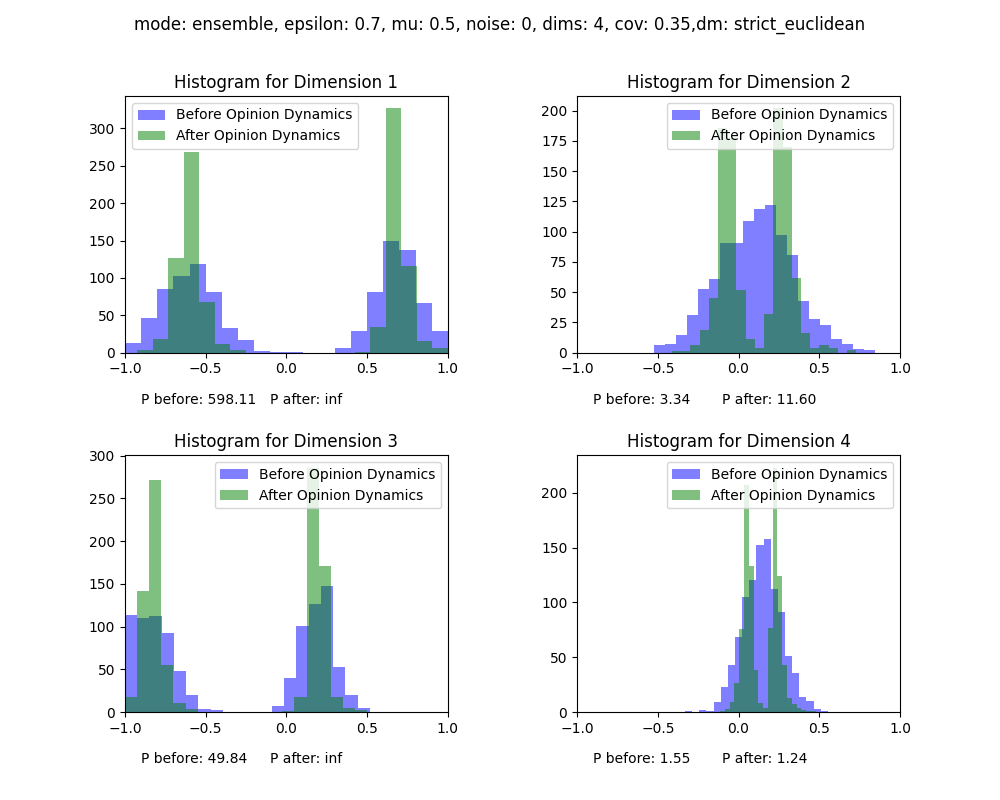 mode: ensemble, epsilon: 0.7, mu: 0.5, noise: 0, dims: 4, cov: 0.35,dm: strict_euclidean
Histogram for Dimension 1
Before Opinion Dynamics
After Opinion Dynamics
300
250
200
150
100
50
0
−1.0 −0.5 0.0 0.5 1.0
P before: 598.11 P after: inf
Histogram for Dimension 2
Before Opinion Dynamics
After Opinion Dynamics
200
175
150
125
100
75
50
25
0
−1.0 −0.5 0.0 0.5 1.0
P before: 3.34 P after: 11.60
Histogram for Dimension 3
Before Opinion Dynamics
After Opinion Dynamics
300
250
200
150
100
50
0
−1.0 −0.5 0.0 0.5 1.0
P before: 49.84 P after: inf
Histogram for Dimension 4
Before Opinion Dynamics
After Opinion Dynamics
200
150
100
50
0
−1.0 −0.5 0.0 0.5 1.0
P before: 1.55 P after: 1.24